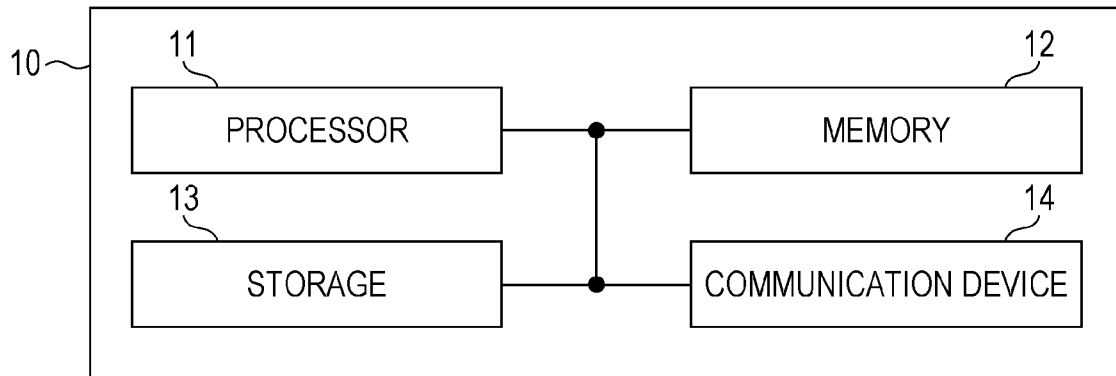 10
11
12
PROCESSOR
MEMORY
13
14
STORAGE
COMMUNICATION DEVICE